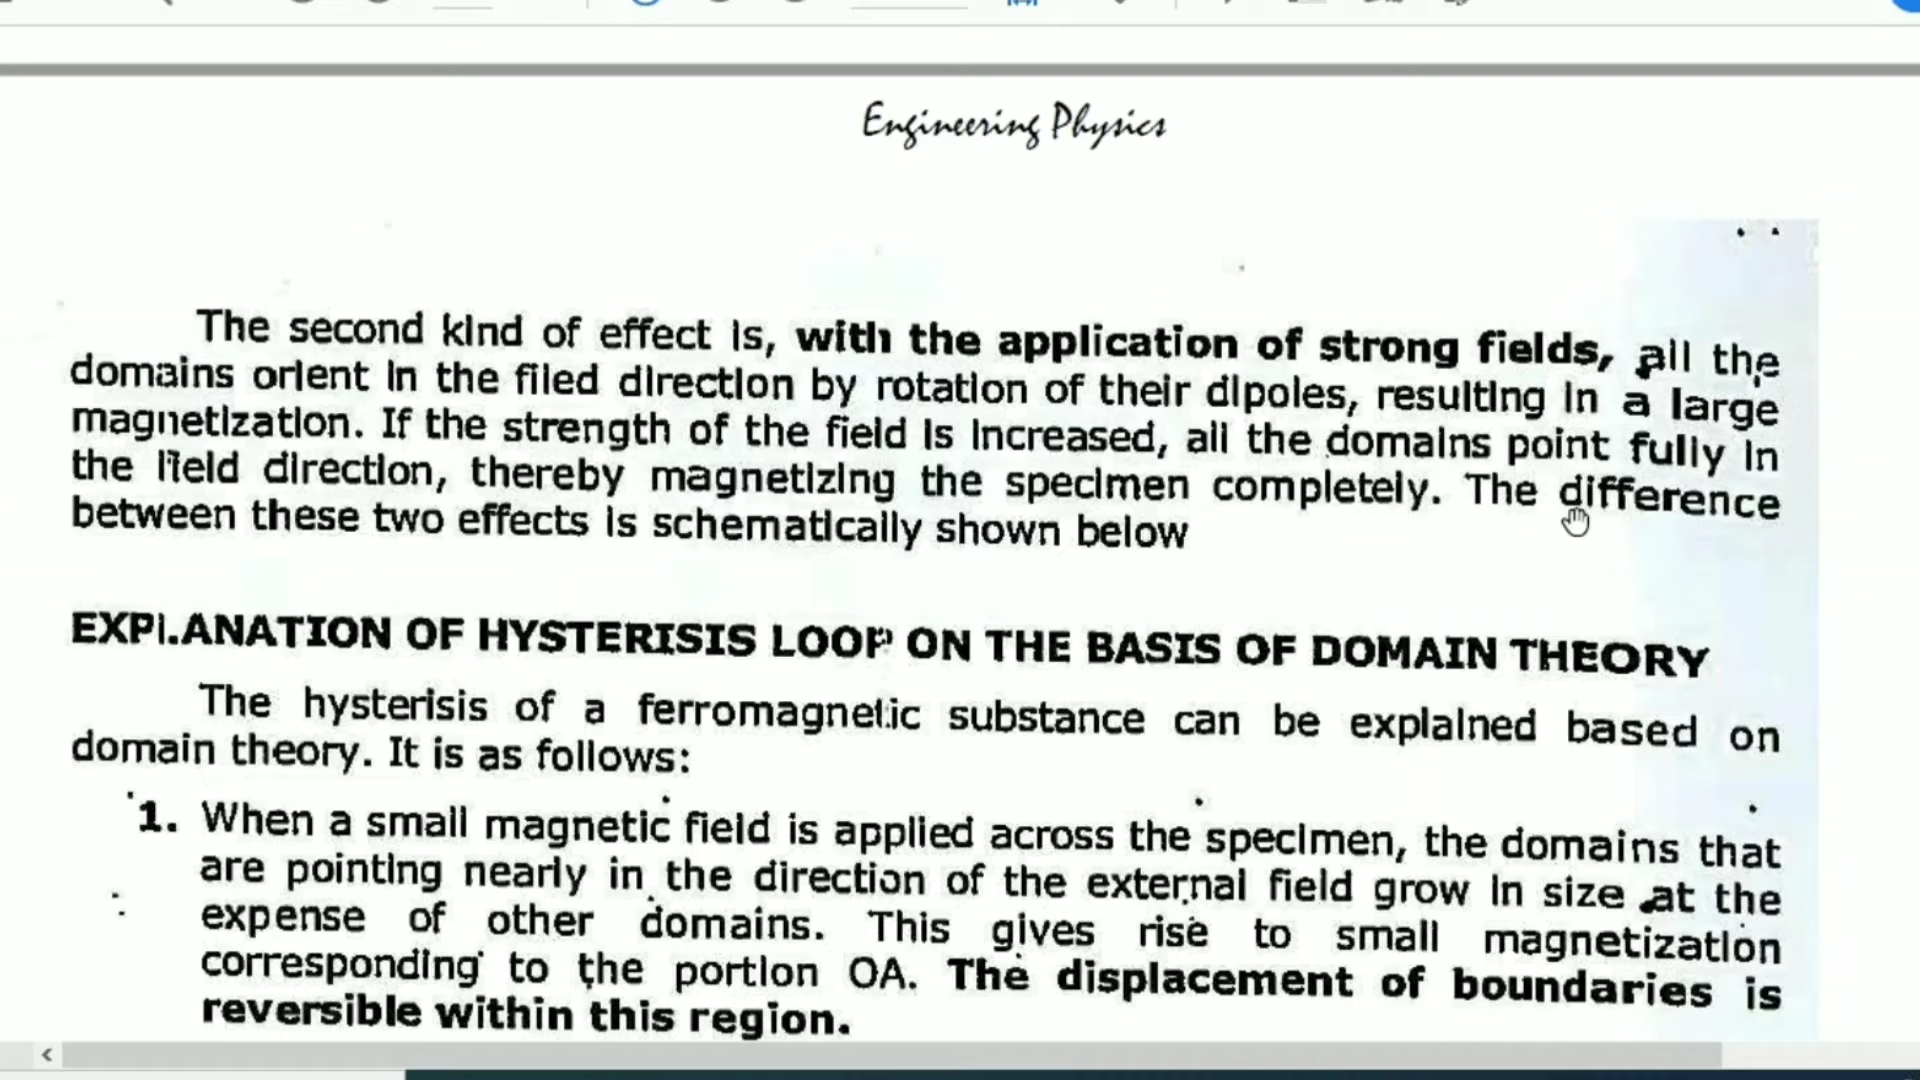 Engineering Physics
The second kind of effect is, with the application of strong fields, all the
domains orient in the filed direction by rotation of their dipoles, resulting in a large
magnetization. If the strength of the field is increased, all the domains point fully in
the field direction, thereby magnetizing the specimen completely. The difference
between these two effects is schematically shown below
EXPLANATION OF HYSTERISIS LOOP ON THE BASIS OF DOMAIN THEORY
The hysterisis of a ferromagnetic substance can be explained based on
domain theory. It is as follows:
1. When a small magnetic field is applied across the specimen, the domains that
are pointing nearly in the direction of the external field grow in size at the
expense of other domains. This gives rise to small magnetization
corresponding to the portion OA. The displacement of boundaries is
reversible within this region.